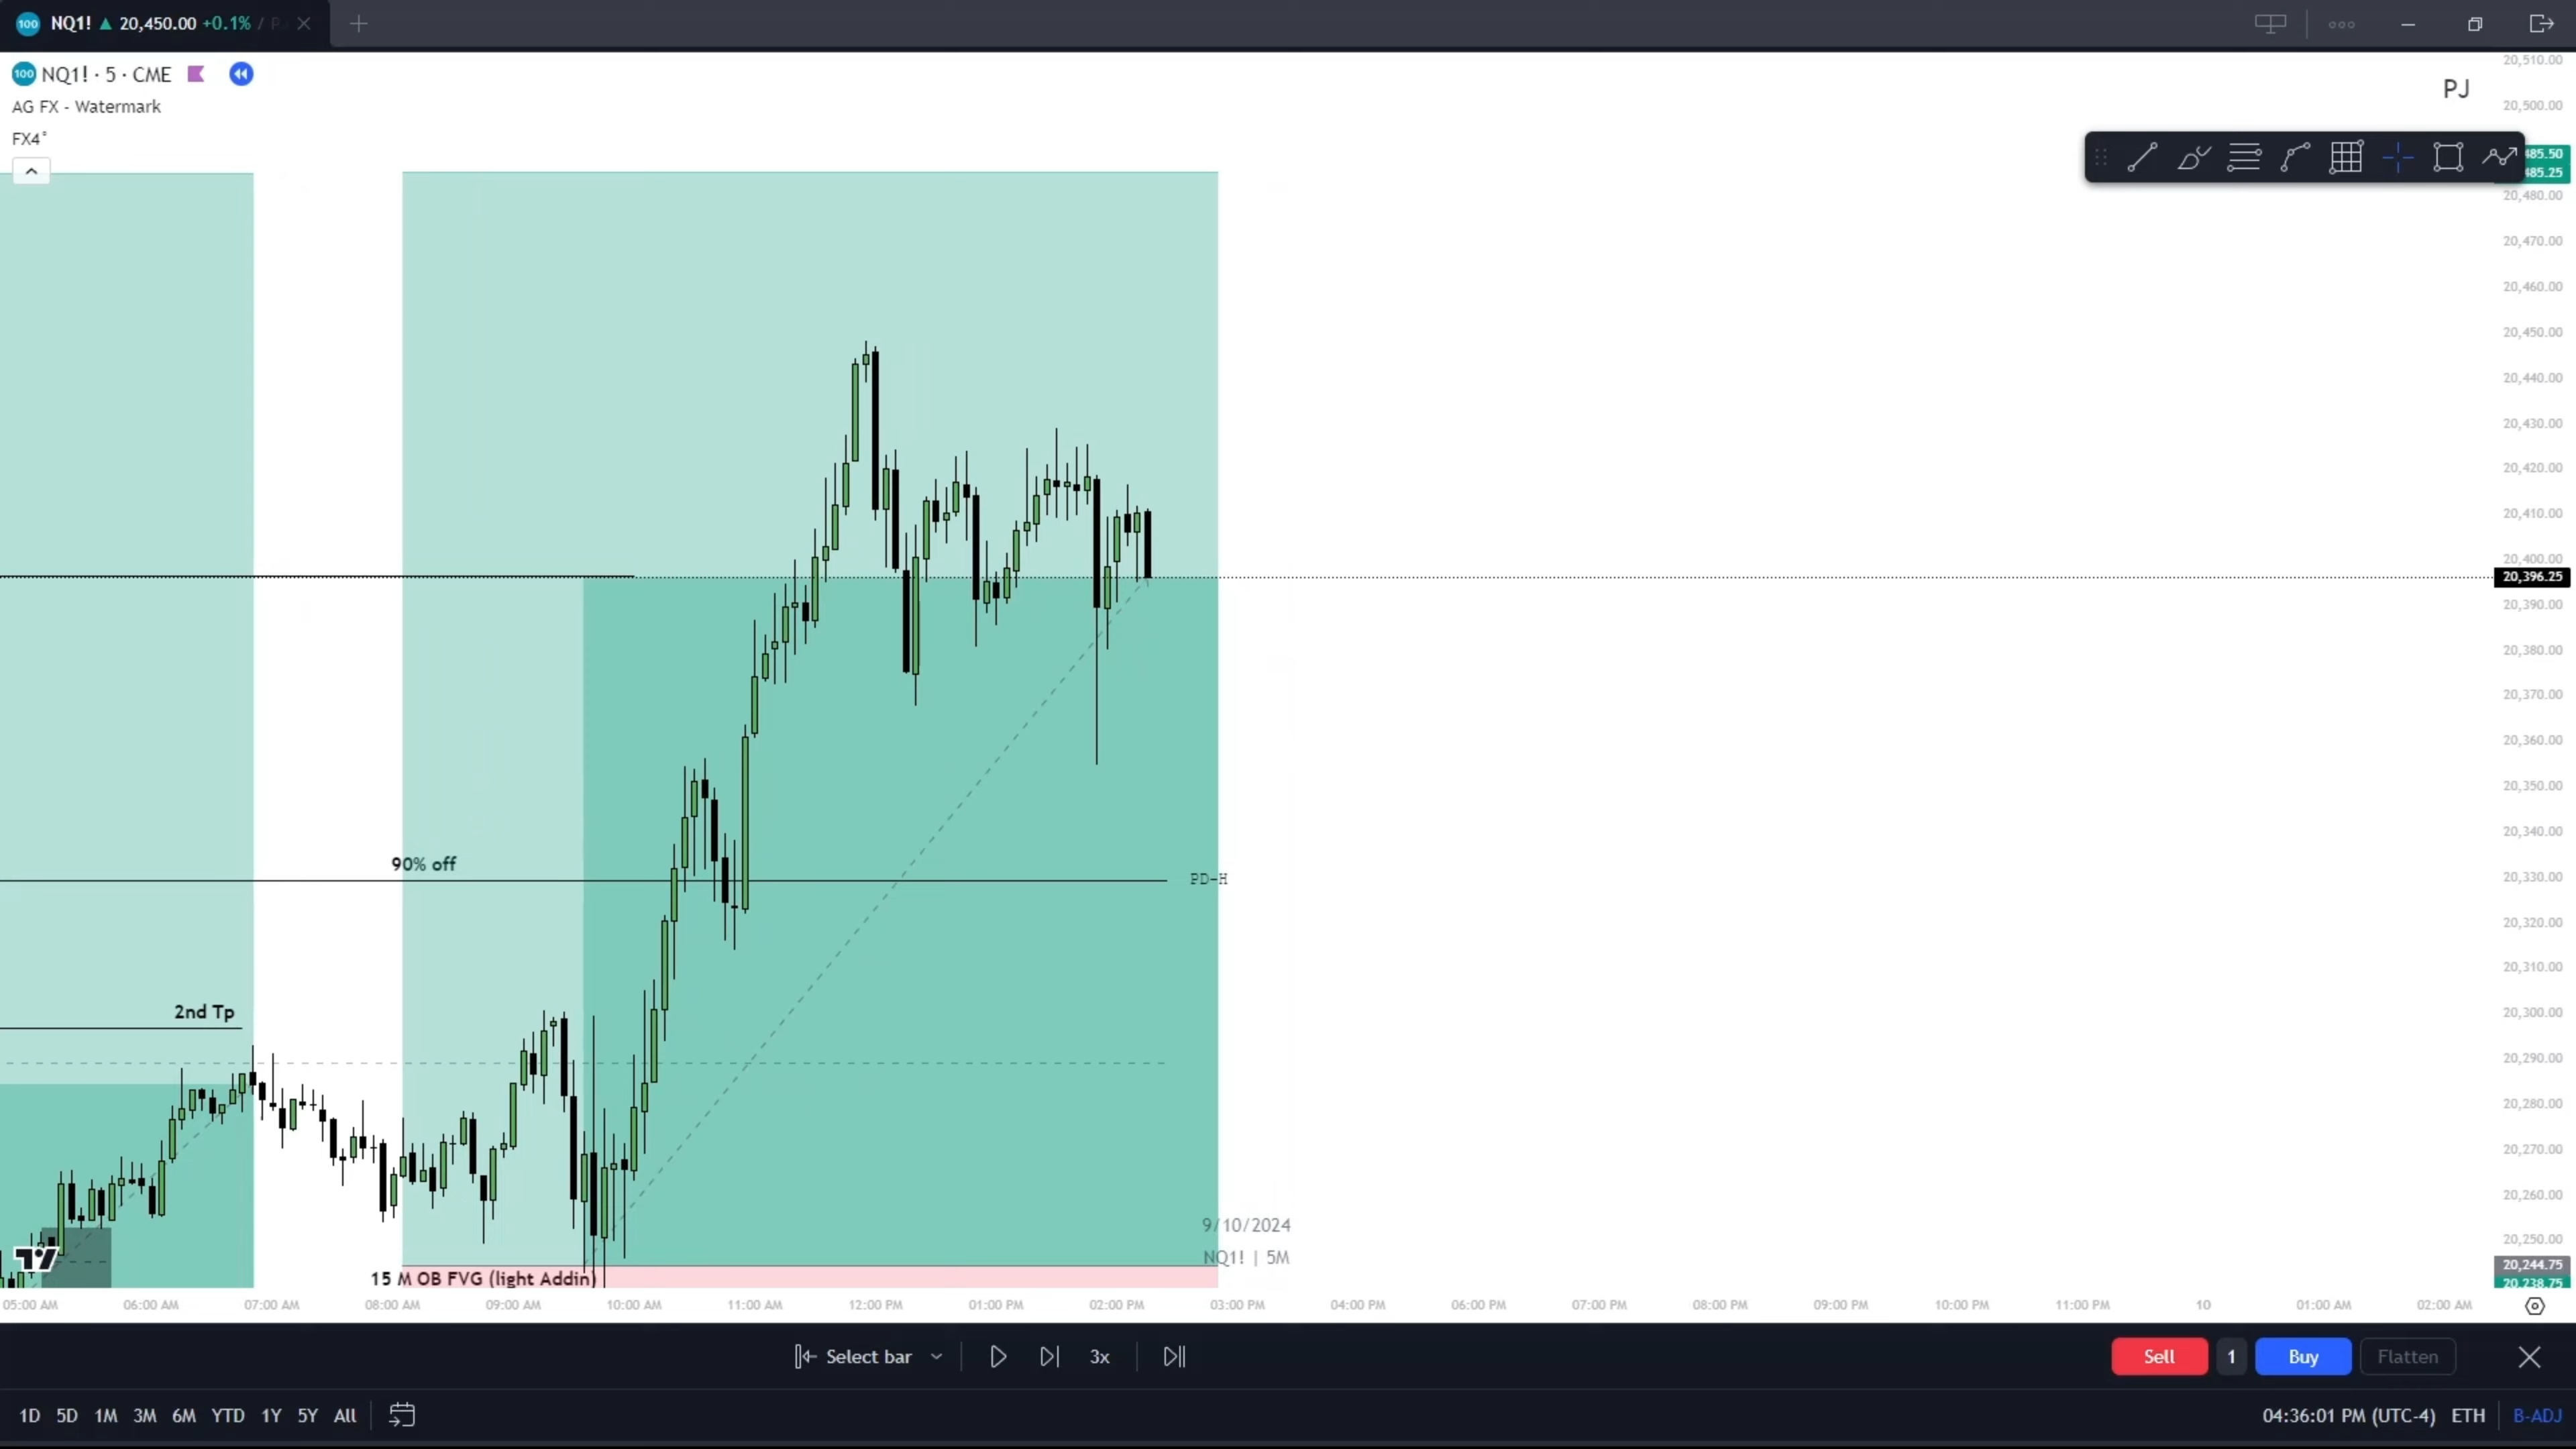 100 NQ1! ▲ 20,450.00 +0.1% / P
100 NQ1! · 5 · CME
AG FX - Watermark
FX4°
PJ
20,510.00
20,500.00
485.50
485.25
20,480.00
20,470.00
20,460.00
20,450.00
20,440.00
20,430.00
20,420.00
20,410.00
20,400.00
20,396.25
20,390.00
20,380.00
20,370.00
20,360.00
20,350.00
20,340.00
90% off
PD-H
20,330.00
20,320.00
20,310.00
2nd Tp
20,300.00
20,290.00
20,280.00
20,270.00
20,260.00
9/10/2024
20,250.00
NQ1! | 5M
20,244.75
15 M OB FVG (light Addin)
20,238.75
05:00 AM 06:00 AM 07:00 AM 08:00 AM 09:00 AM 10:00 AM 11:00 AM 12:00 PM 01:00 PM 02:00 PM 03:00 PM 04:00 PM 06:00 PM 07:00 PM 08:00 PM 09:00 PM 10:00 PM 11:00 PM 10 01:00 AM 02:00 AM
Select bar 3x Sell 1 Buy Flatten
1D 5D 1M 3M 6M YTD 1Y 5Y All 04:36:01 PM (UTC-4) ETH B-ADJ